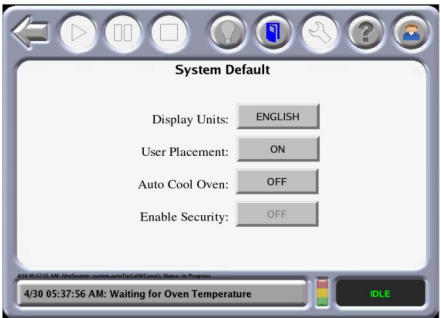 System Default
Display Units: ENGLISH
User Placement: ON
Auto Cool Oven: OFF
Enable Security: OFF
4/30 05:37:56 AM: Waiting for Oven Temperature
IDLE